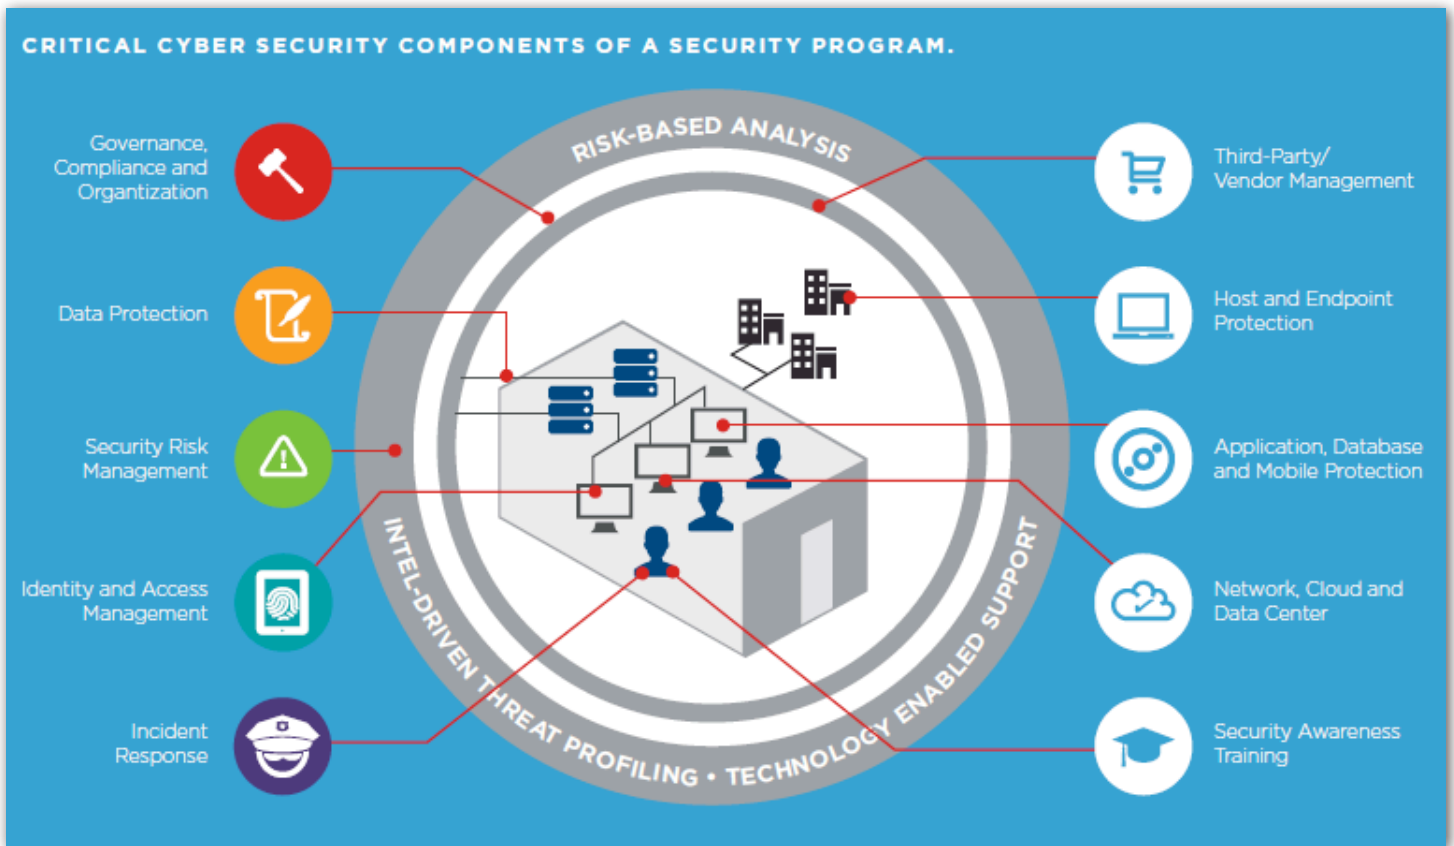 CRITICAL CYBER SECURITY COMPONENTS OF A SECURITY PROGRAM.
RISK-BASED ANALYSIS
Governance,
Compliance and
Organtization
Data Protection
Security Risk
Management
Identity and Access
Management
Incident
Response
Third-Party/
Vendor Management
Host and Endpoint
Protection
Application, Database
and Mobile Protection
Network, Cloud and
Data Center
Security Awareness
Training
INTEL-DRIVEN THREAT PROFILING • TECHNOLOGY ENABLED SUPPORT